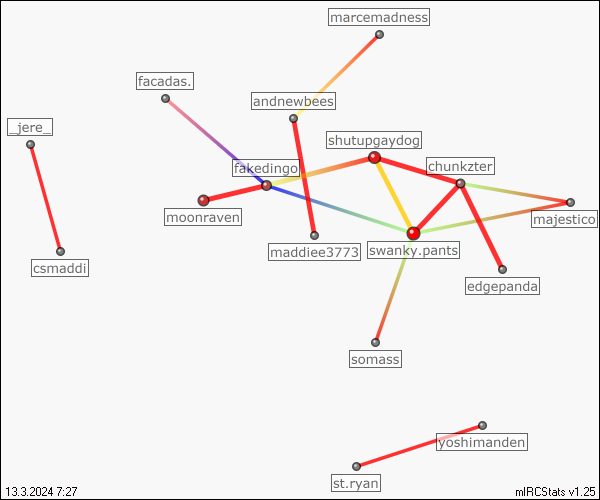 marcemadness
facadas.
andnewbees
_jere_
shutupgaydog
chunkzter
fakedingo
moonraven
majestico
maddiee3773
swanky.pants
csmaddi
edgepanda
somass
yoshimanden
st.ryan
13.3.2024 7:27
mIRCStats v1.25